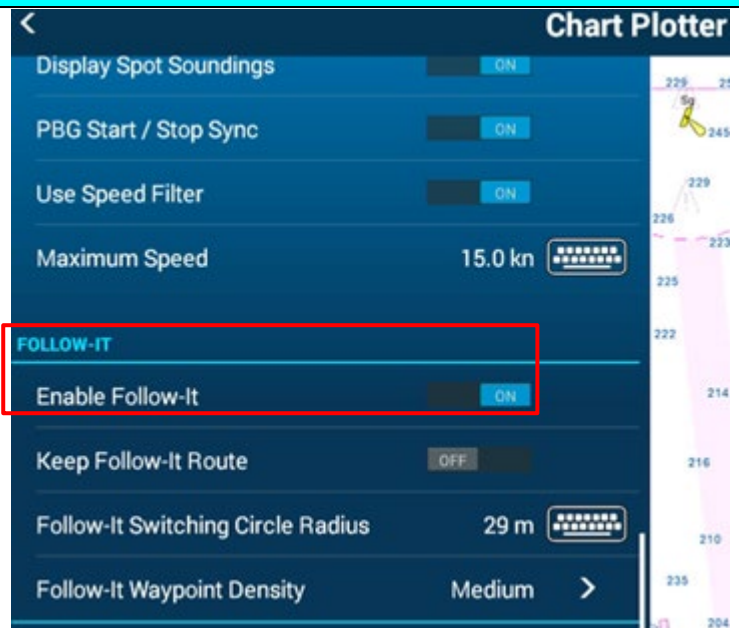 Chart Plotter
Display Spot Soundings ON
PBG Start / Stop Sync ON
Use Speed Filter ON
Maximum Speed 15.0 kn
FOLLOW-IT
Enable Follow-It ON
Keep Follow-It Route OFF
Follow-It Switching Circle Radius 29 m
Follow-It Waypoint Density Medium
229
Sg
245
229
226
223
225
222
214
216
210
235
204